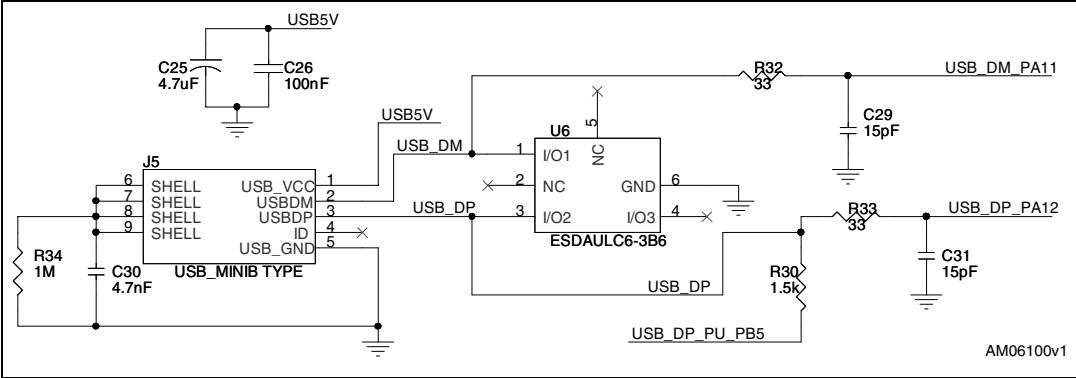 USB5V
C25
4.7uF
C26
100nF
R32
33
USB_DM_PA11
C29
15pF
USB5V
U6
5
NC
USB_DM
1
I/O1
2
NC
GND
6
USB_DP
3
I/O2
I/O3
4
ESDAULC6-3B6
J5
6
SHELL
USB_VCC
1
7
SHELL
USBDM
2
8
SHELL
USBDP
3
9
SHELL
ID
4
USB_GND
5
USB_MINIB TYPE
R34
1M
C30
4.7nF
R33
33
USB_DP_PA12
C31
15pF
R30
1.5k
USB_DP
USB_DP_PU_PB5
AM06100v1